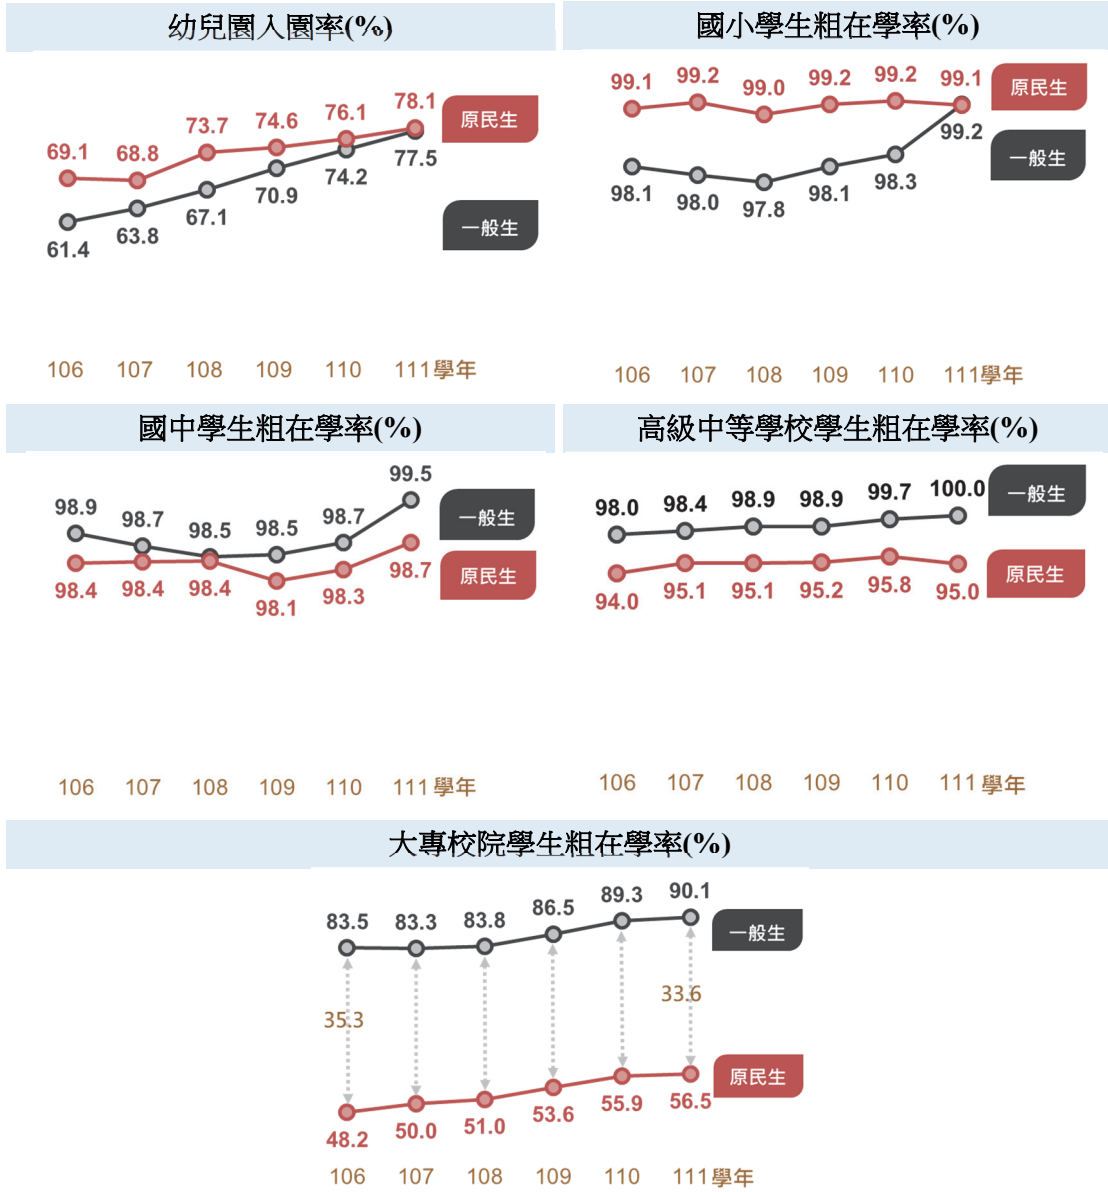 幼兒園入園率(%)
69.1 68.8 73.7 74.6 76.1 78.1
原民生
61.4 63.8 67.1 70.9 74.2 77.5
一般生
106 107 108 109 110 111學年
國小學生粗在學率(%)
99.1 99.2 99.0 99.2 99.2 99.1
原民生
98.1 98.0 97.8 98.1 98.3 99.2
一般生
106 107 108 109 110 111學年
國中學生粗在學率(%)
98.9 98.7 98.5 98.5 98.7 99.5
一般生
98.4 98.4 98.4 98.1 98.3 98.7
原民生
106 107 108 109 110 111學年
高級中等學校學生粗在學率(%)
98.0 98.4 98.9 98.9 99.7 100.0
一般生
94.0 95.1 95.1 95.2 95.8 95.0
原民生
106 107 108 109 110 111學年
大專校院學生粗在學率(%)
83.5 83.3 83.8 86.5 89.3 90.1
一般生
35.3 33.6
48.2 50.0 51.0 53.6 55.9 56.5
原民生
106 107 108 109 110 111學年